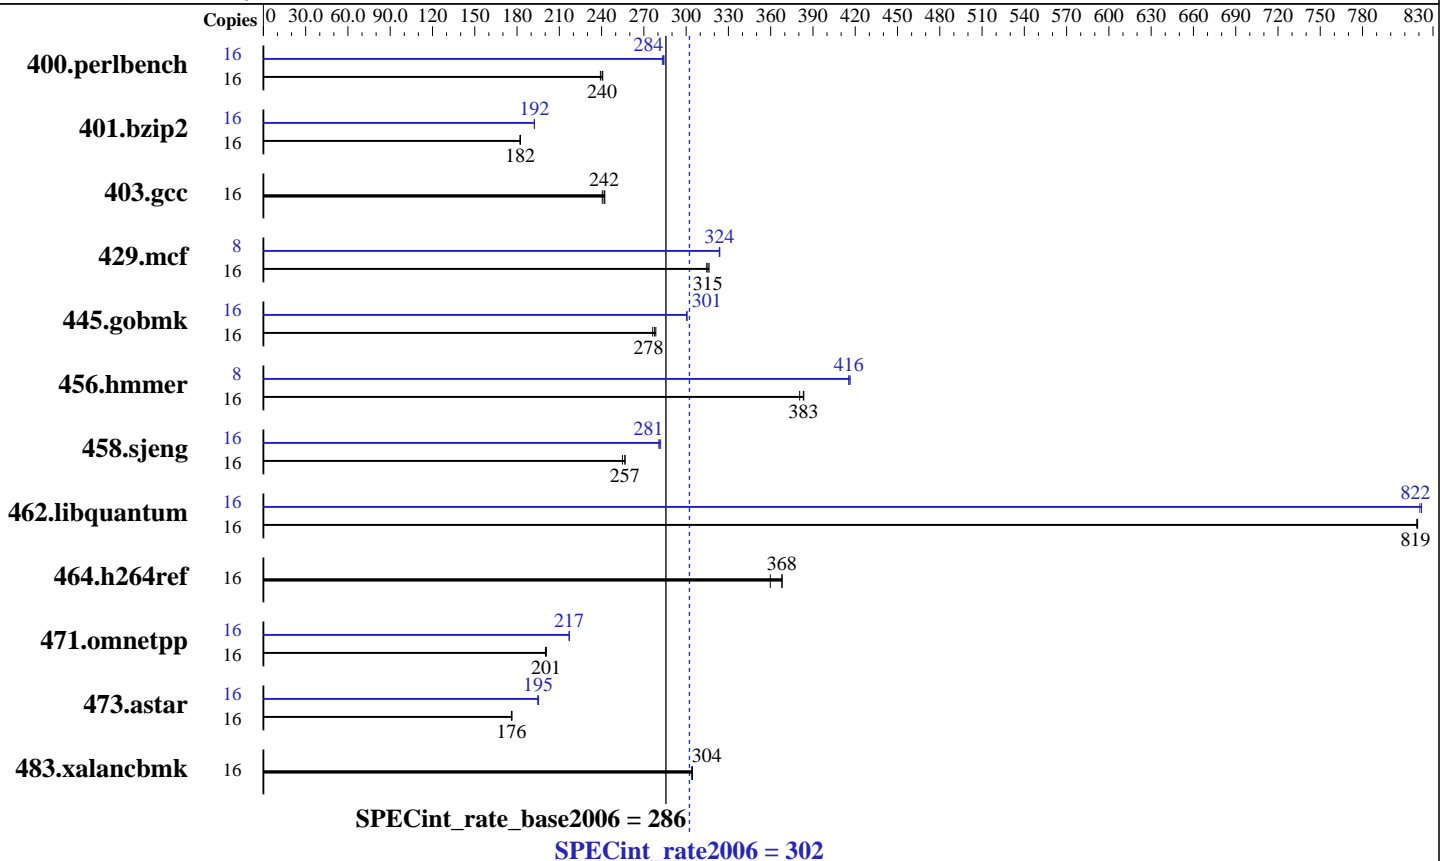 Copies 0 30.0 60.0 90.0 120 150 180 210 240 270 300 330 360 390 420 450 480 510 540 570 600 630 660 690 720 750 780 830
400.perlbench 16 284
16 240
401.bzip2 16 192
16 182
403.gcc 16 242
429.mcf 8 324
16 315
445.gobmk 16 301
16 278
456.hmmer 8 416
16 383
458.sjeng 16 281
16 257
462.libquantum 16 822
16 819
464.h264ref 16 368
471.omnetpp 16 217
16 201
473.astar 16 195
16 176
483.xalancbmk 16 304
SPECint_rate_base2006 = 286
SPECint_rate2006 = 302